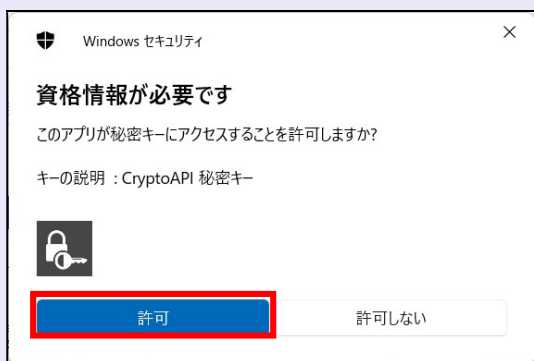 Windows セキュリティ
資格情報が必要です
このアプリが秘密キーにアクセスすることを許可しますか?
キーの説明 : CryptoAPI 秘密キー
許可
許可しない